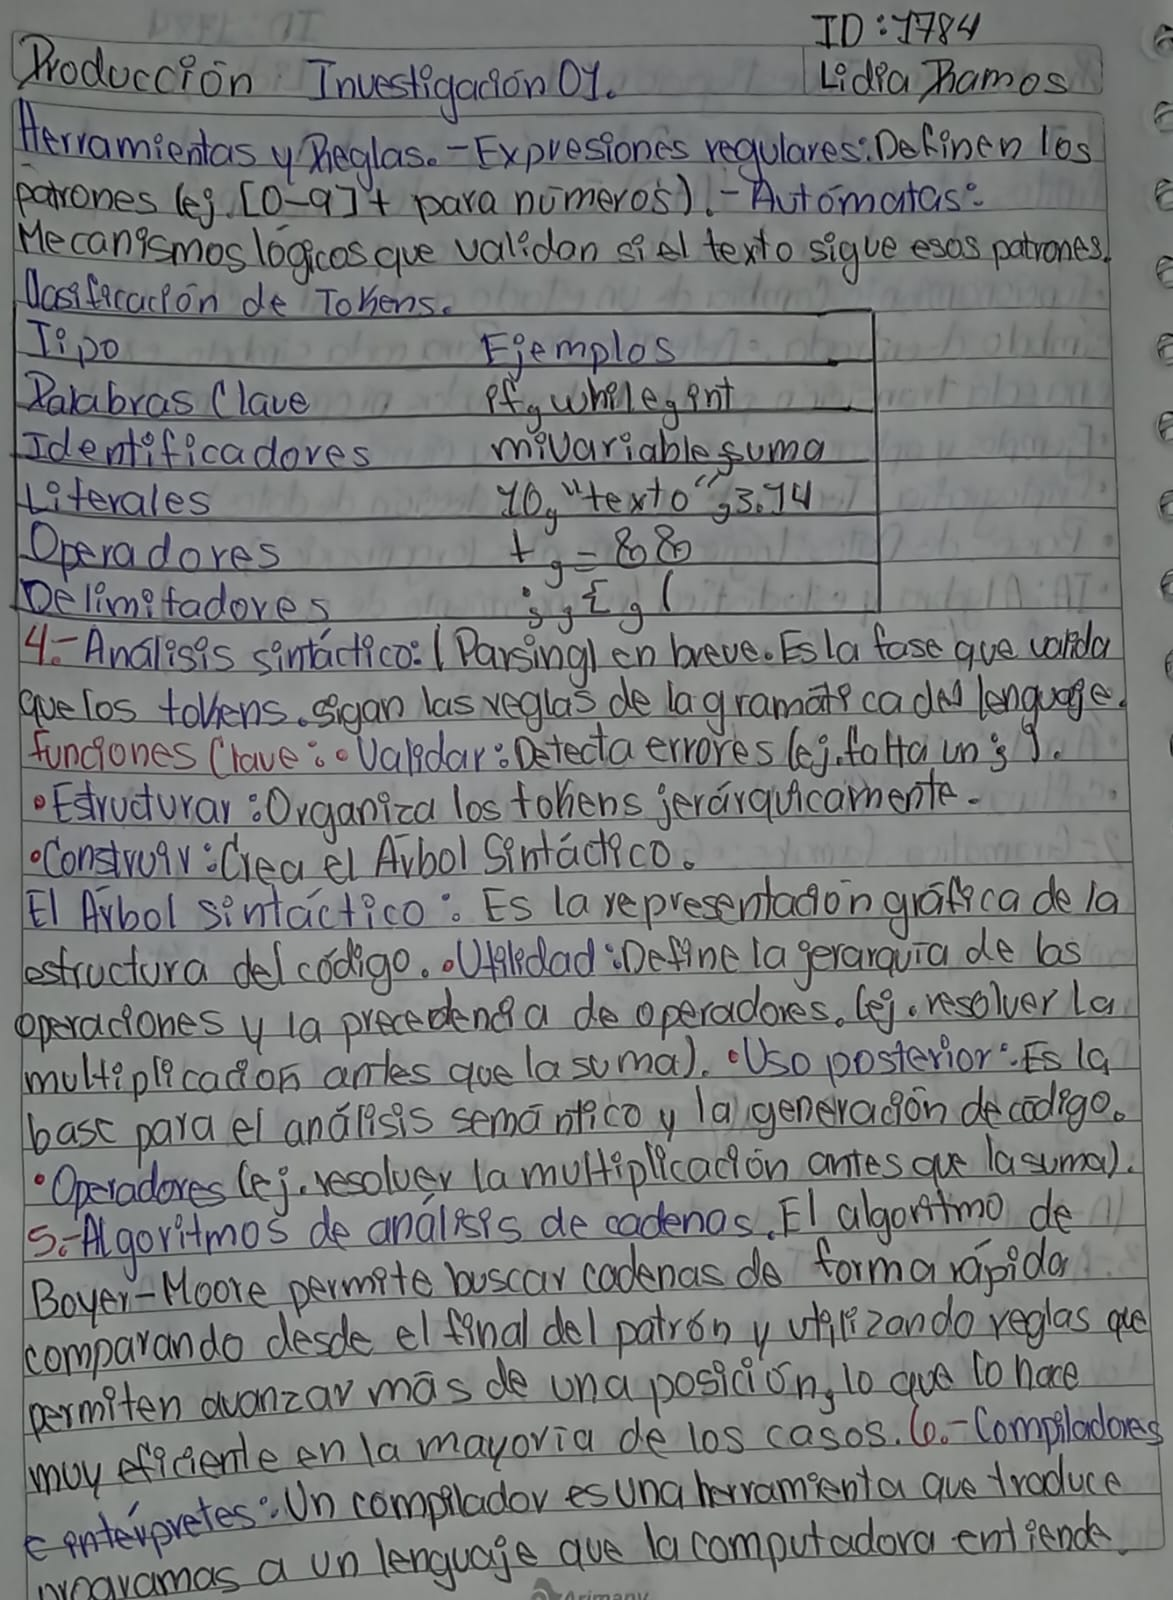 ID: 1784
Producción Investigación 01.
Lidia Ramos
Herramientas y Reglas. - Expresiones regulares: Definen los
patrones (ej. [0-9]+ para números). - Autómatas:
Mecanismos lógicos que validan si el texto sigue esos patrones.
Clasificación de Tokens.
Tipo Ejemplos
Palabras Clave if, while, int
Identificadores miVariable, suma
Literales 10, "texto", 3.14
Operadores +, = &&
Delimitadores ;, {, (
4.- Análisis sintáctico: (Parsing) en breve. Es la fase que valida
que los tokens. sigan las reglas de la gramática del lenguaje.
funciones Clave: • Validar: Detecta errores (ej. falta un ;).
• Estructurar: Organiza los tokens jerárquicamente.
• Construir: Crea el Árbol Sintáctico.
El Árbol sintáctico: Es la representación gráfica de la
estructura del código. • Utilidad: Define la jerarquía de las
operaciones y la precedencia de operadores. (ej. resolver la
multiplicación antes que la suma). • Uso posterior: Es la
base para el análisis semántico y la generación de código.
• Operadores (ej. resolver la multiplicación antes que la suma).
5.- Algoritmos de análisis de cadenas. El algoritmo de
Boyer-Moore permite buscar cadenas de forma rápida
comparando desde el final del patrón y utilizando reglas que
permiten avanzar más de una posición, lo que lo hace
muy eficiente en la mayoría de los casos. 6.- Compiladores
e intérpretes: Un compilador es una herramienta que traduce
programas a un lenguaje que la computadora entiende.
Arimany